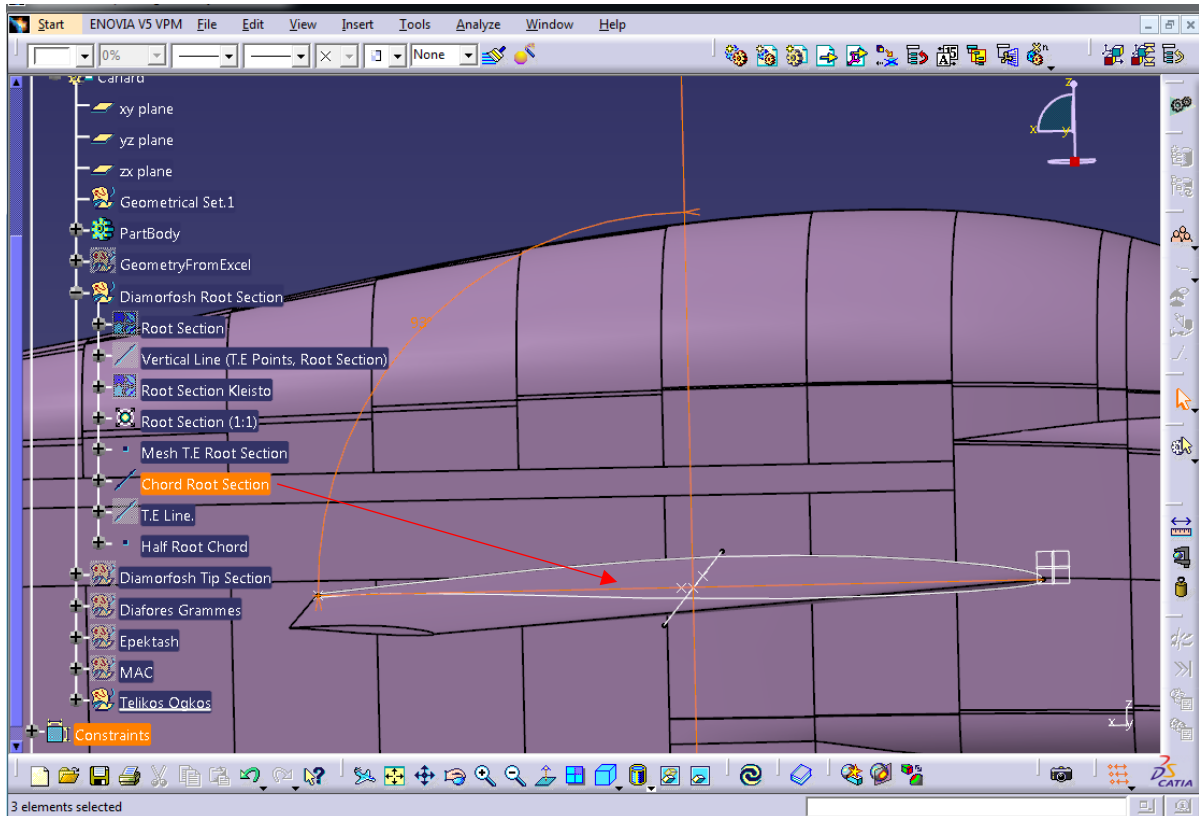 Start ENOVIA V5 VPM File Edit View Insert Tools Analyze Window Help
0% None
Canard
xy plane
yz plane
zx plane
Geometrical Set.1
PartBody
GeometryFromExcel
Diamorfosh Root Section
Root Section
Vertical Line (T.E Points, Root Section)
Root Section Kleisto
Root Section (1:1)
Mesh T.E Root Section
Chord Root Section
T.E Line.
Half Root Chord
Diamorfosh Tip Section
Diafores Grammes
Epektash
MAC
Telikos Ogkos
Constraints
z
x y
z
x y
DS
CATIA
3 elements selected